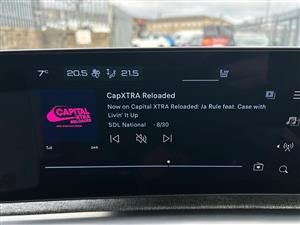 7°c 20.5 21.5
CapXTRA Reloaded
Now on Capital XTRA Reloaded: Ja Rule feat. Case with
Livin' It Up
SDL National · 8/30
CAPITAL
XTRA
RELOADED